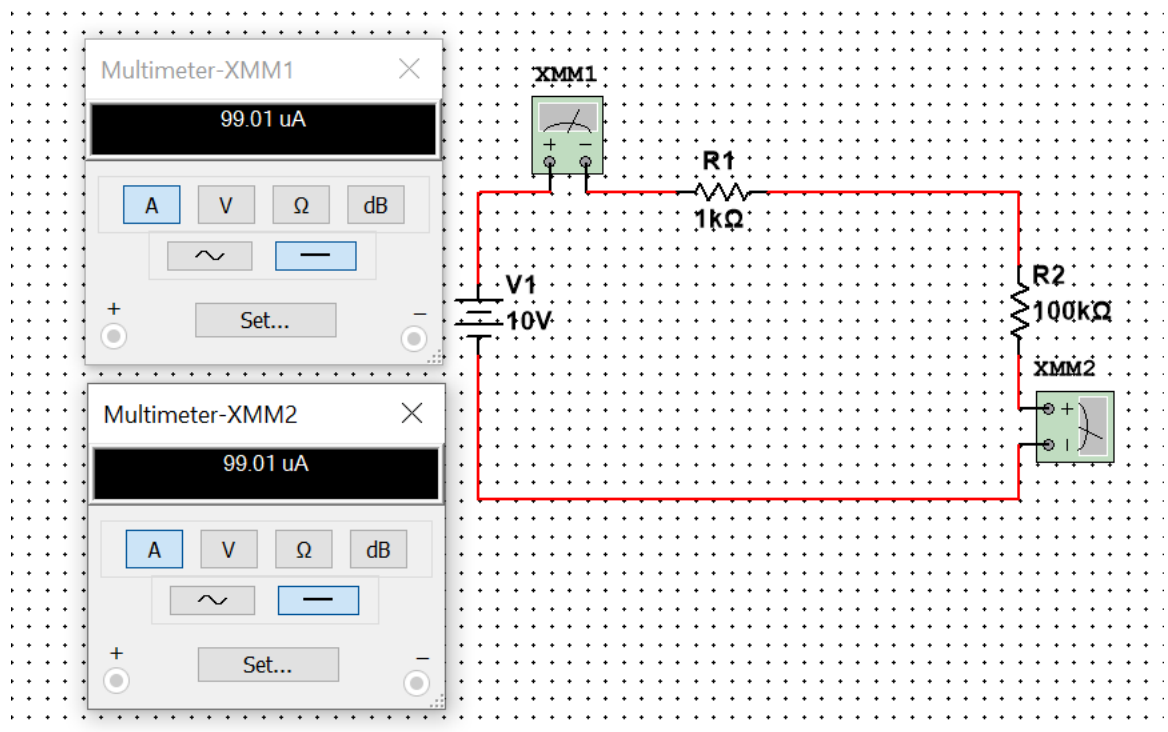 Multimeter-XMM1
99.01 uA
A V Ω dB
+ −
Set...
Multimeter-XMM2
99.01 uA
A V Ω dB
+ −
Set...
XMM1
+ −
R1
1kΩ
V1
10V
R2
100kΩ
XMM2
+
−